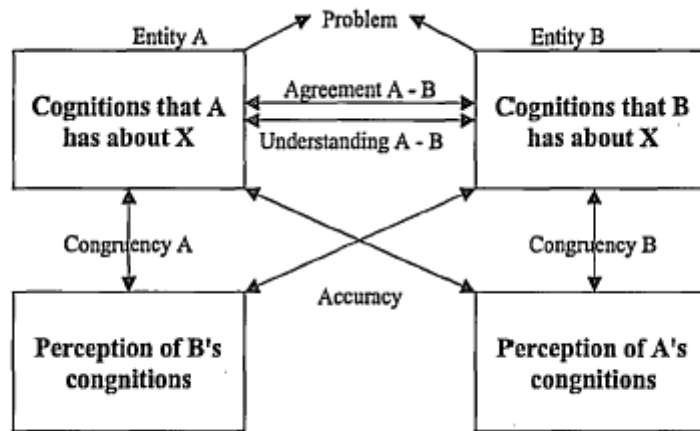 Problem
Entity A
Entity B
Cognitions that A
has about X
Agreement A - B
Understanding A - B
Cognitions that B
has about X
Congruency A
Congruency B
Accuracy
Perception of B's
congnitions
Perception of A's
congnitions